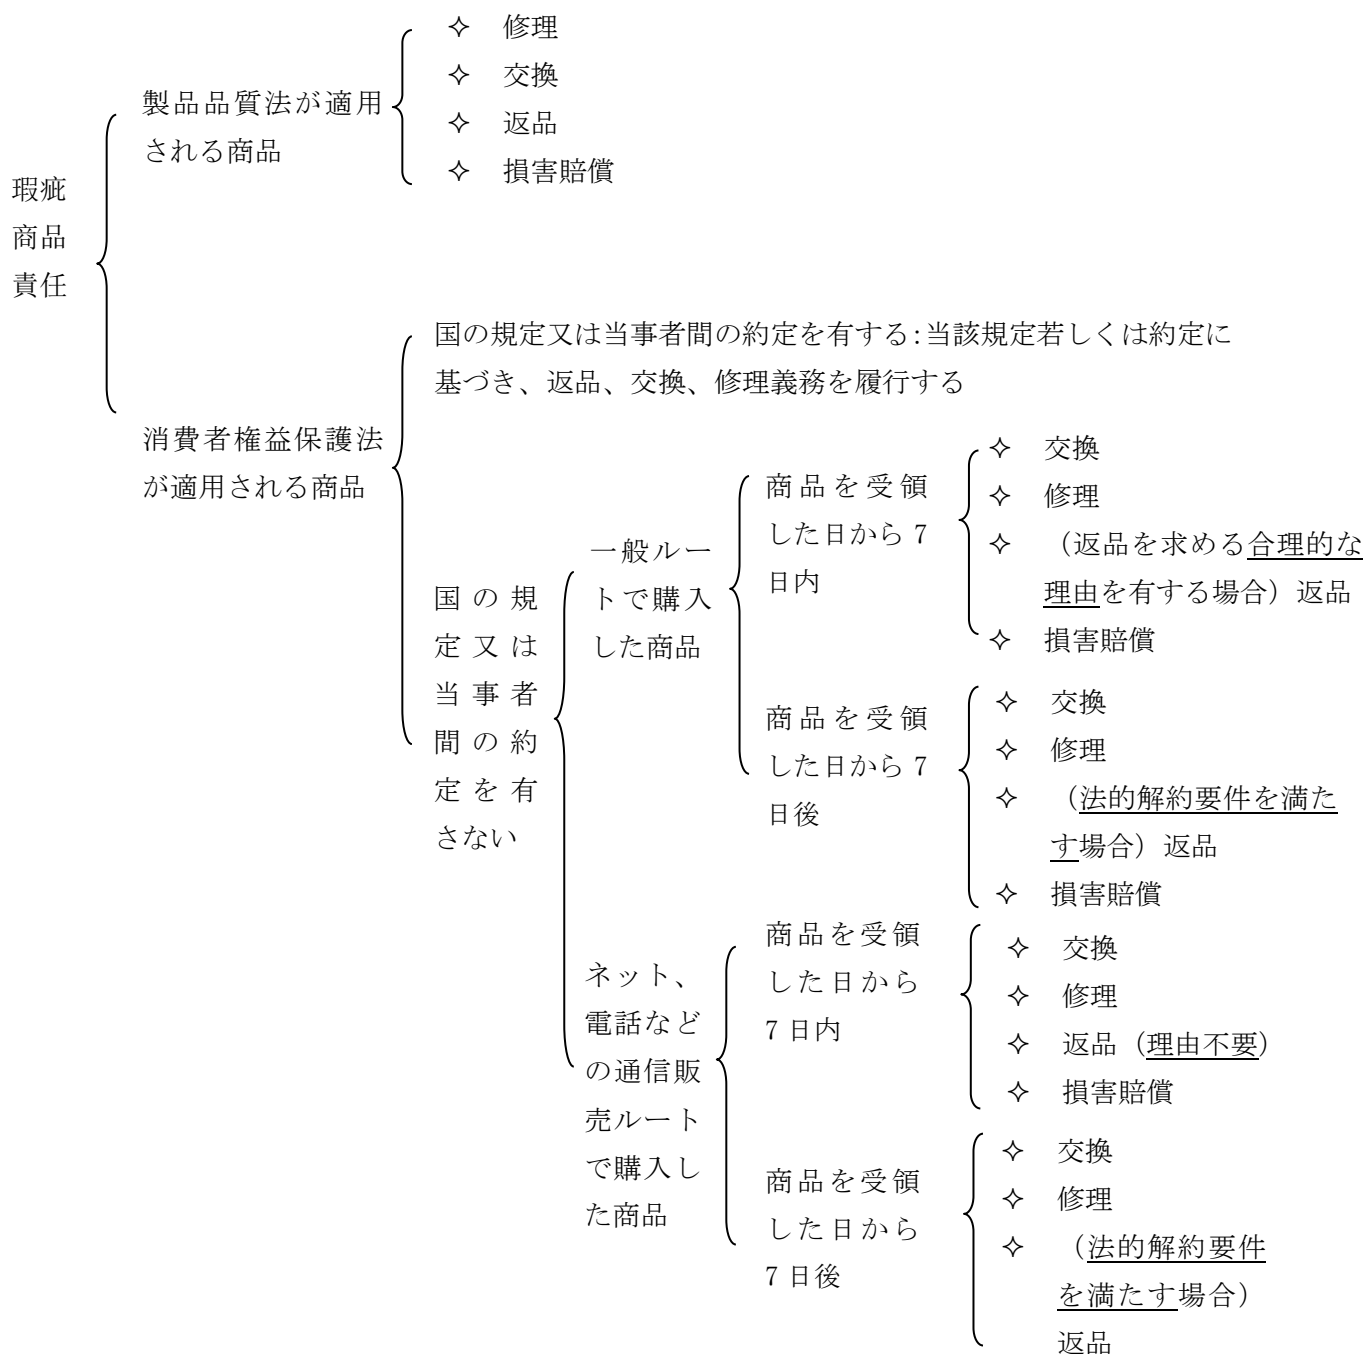 瑕疵
商品
責任
製品品質法が適用
される商品
✧ 修理
✧ 交換
✧ 返品
✧ 損害賠償
消費者権益保護法
が適用される商品
国の規定又は当事者間の約定を有する:当該規定若しくは約定に
基づき、返品、交換、修理義務を履行する
国の規
定又は
当事者
間の約
定を有
さない
一般ルー
トで購入
した商品
商品を受領
した日から 7
日内
✧ 交換
✧ 修理
✧ （返品を求める合理的な
理由を有する場合）返品
✧ 損害賠償
商品を受領
した日から 7
日後
✧ 交換
✧ 修理
✧ （法的解約要件を満た
す場合）返品
✧ 損害賠償
ネット、
電話など
の通信販
売ルート
で購入し
た商品
商品を受領
した日から
7 日内
✧ 交換
✧ 修理
✧ 返品（理由不要）
✧ 損害賠償
商品を受領
した日から
7 日後
✧ 交換
✧ 修理
✧ （法的解約要件
を満たす場合）
返品